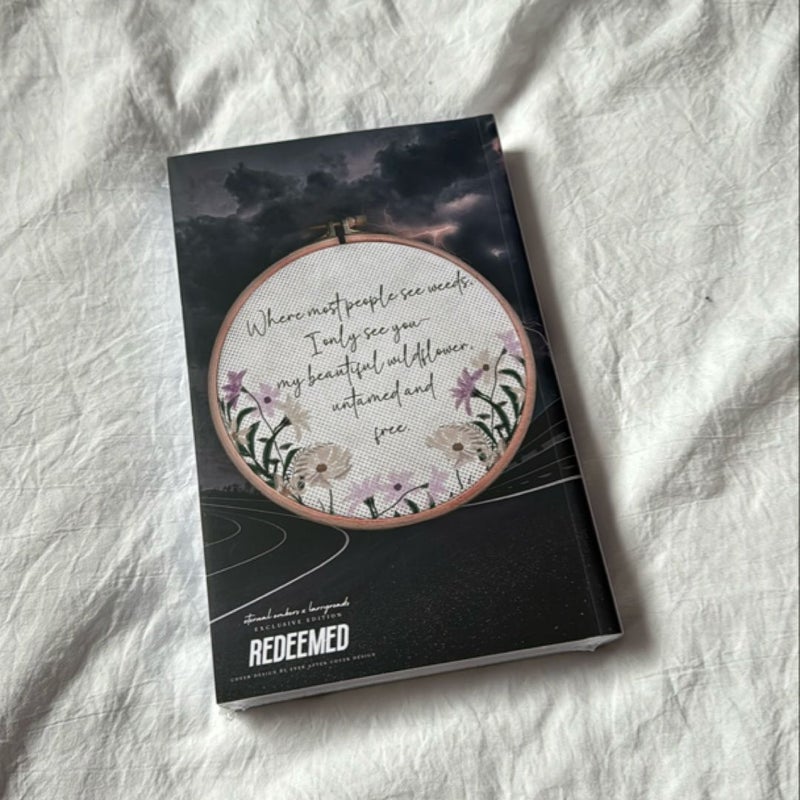 Where most people see weeds.
I only see you—
my beautiful wildflower.
untamed and
free.
eternal embers x larryreads
EXCLUSIVE EDITION
REDEEMED
COVER DESIGN BY EVER AFTER COVER DESIGN